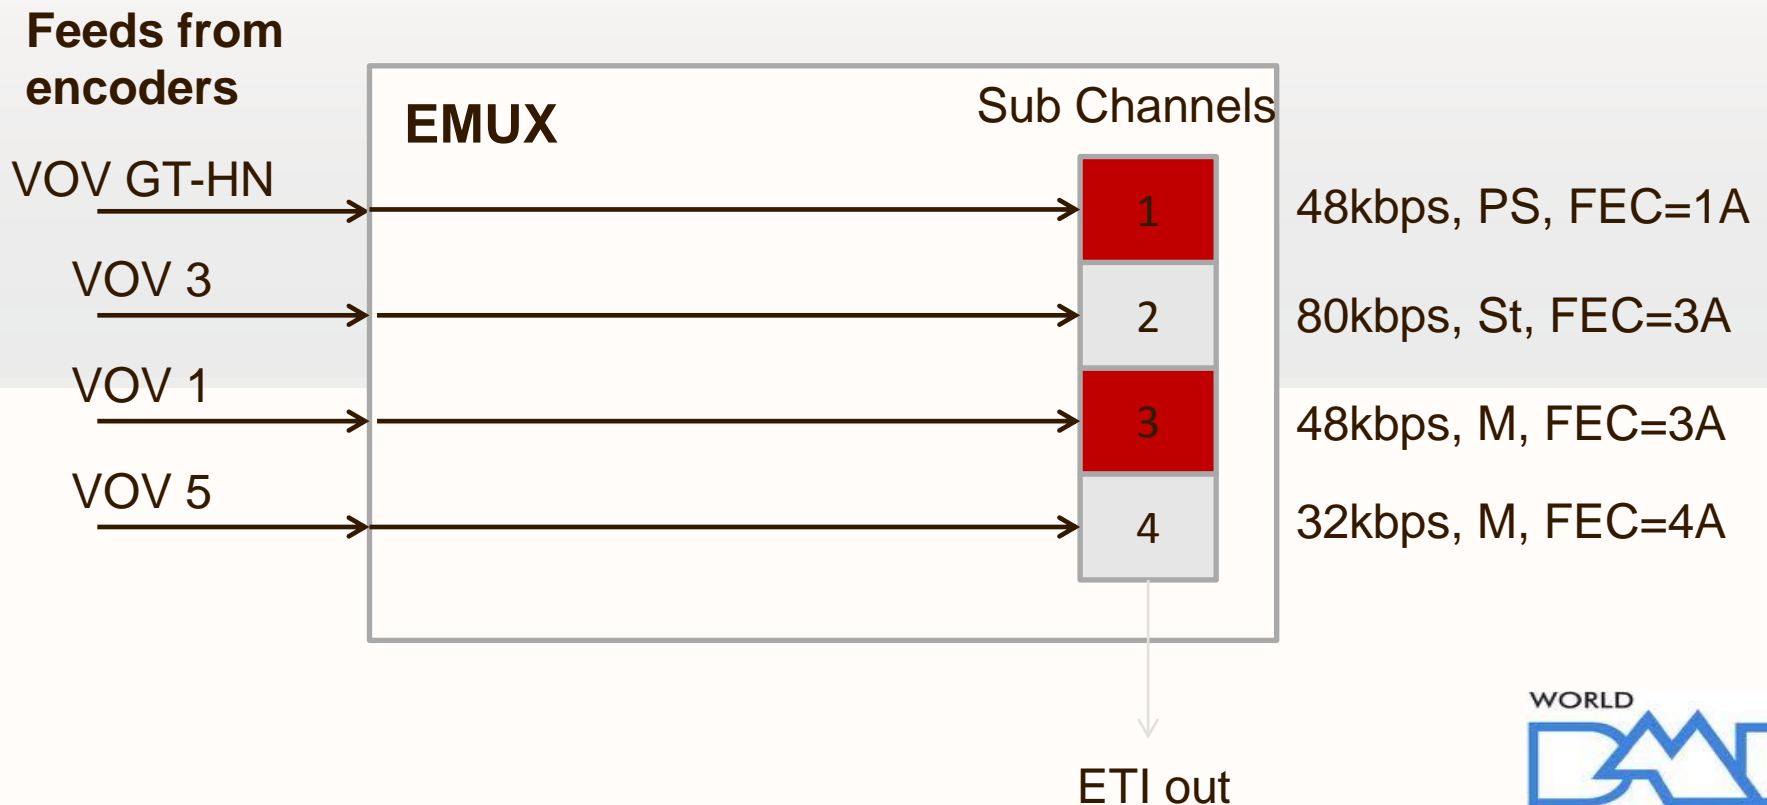 Feeds from
encoders
EMUX
Sub Channels
VOV GT-HN
1
48kbps, PS, FEC=1A
VOV 3
2
80kbps, St, FEC=3A
VOV 1
3
48kbps, M, FEC=3A
VOV 5
4
32kbps, M, FEC=4A
ETI out
WORLD